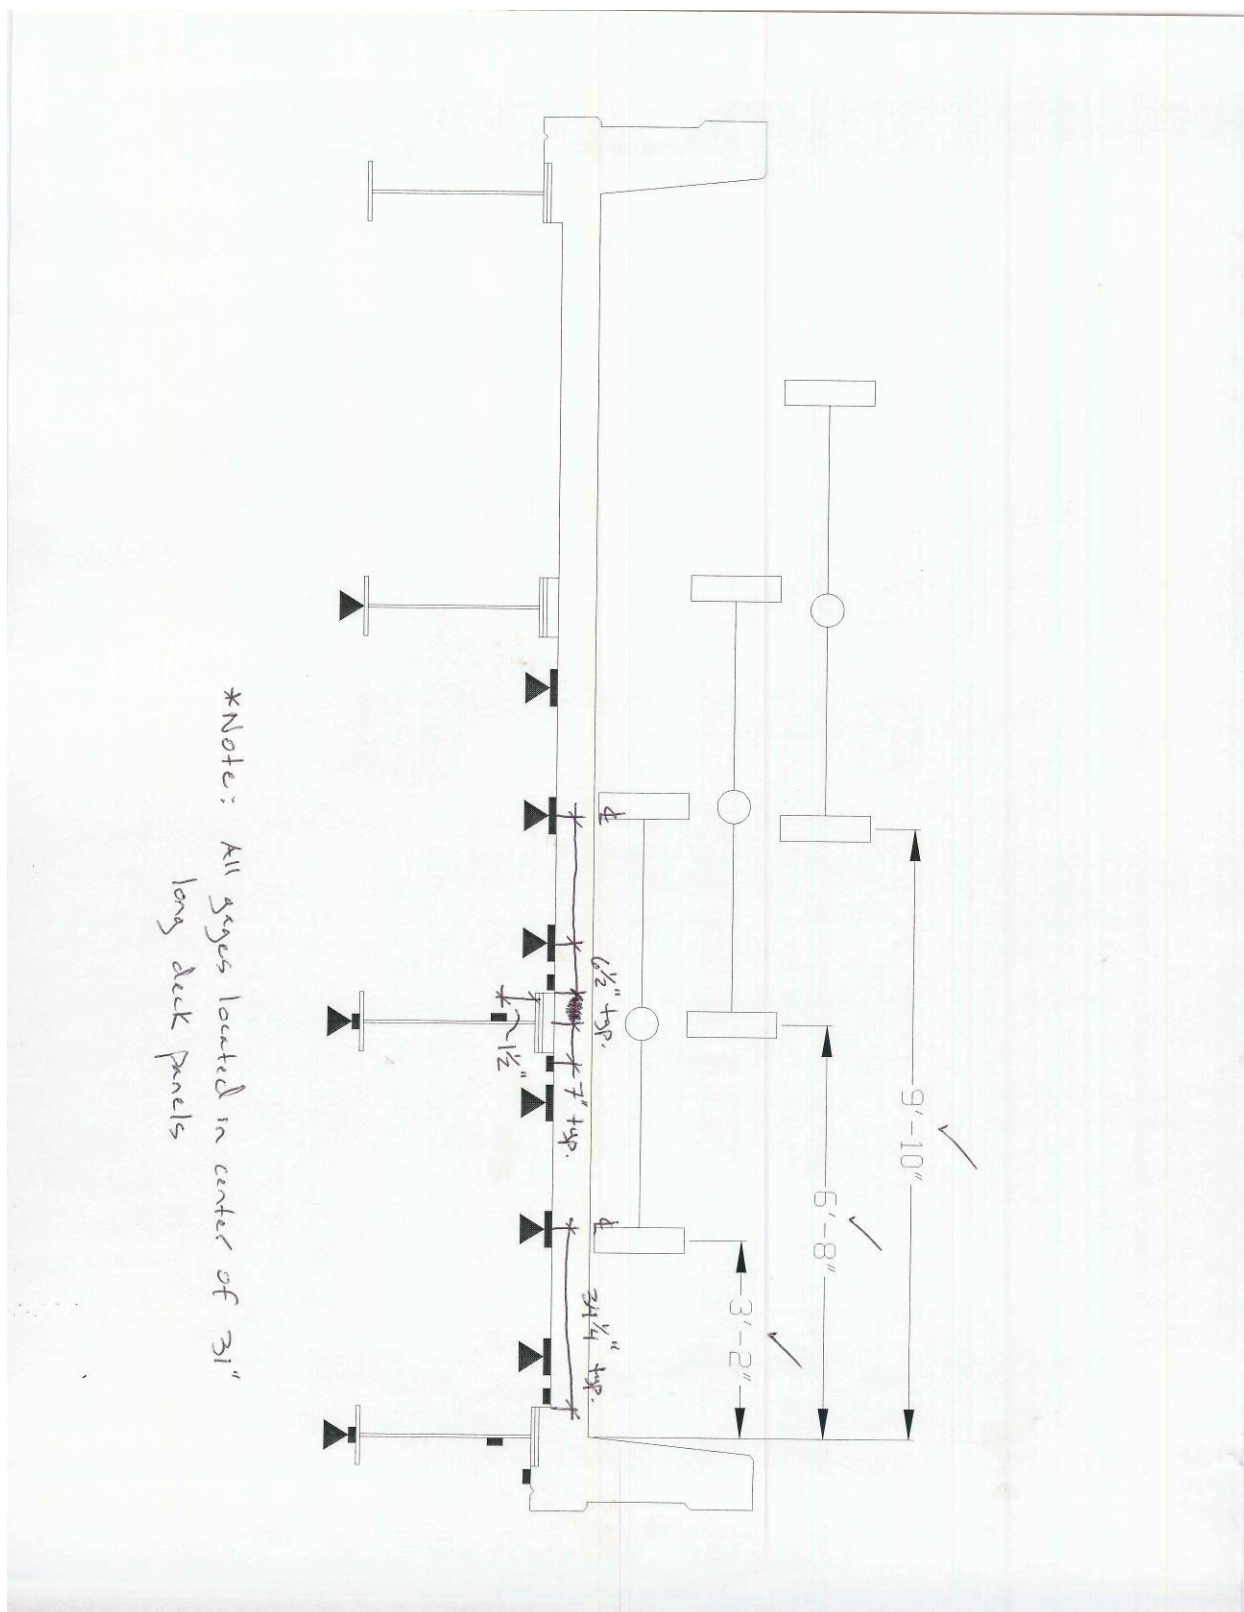 9'-10"
6'-8"
3'-2"
℄
℄
6½" typ.
7" typ.
34¼" typ.
1½"
*Note: All gages located in center of 31"
long deck panels